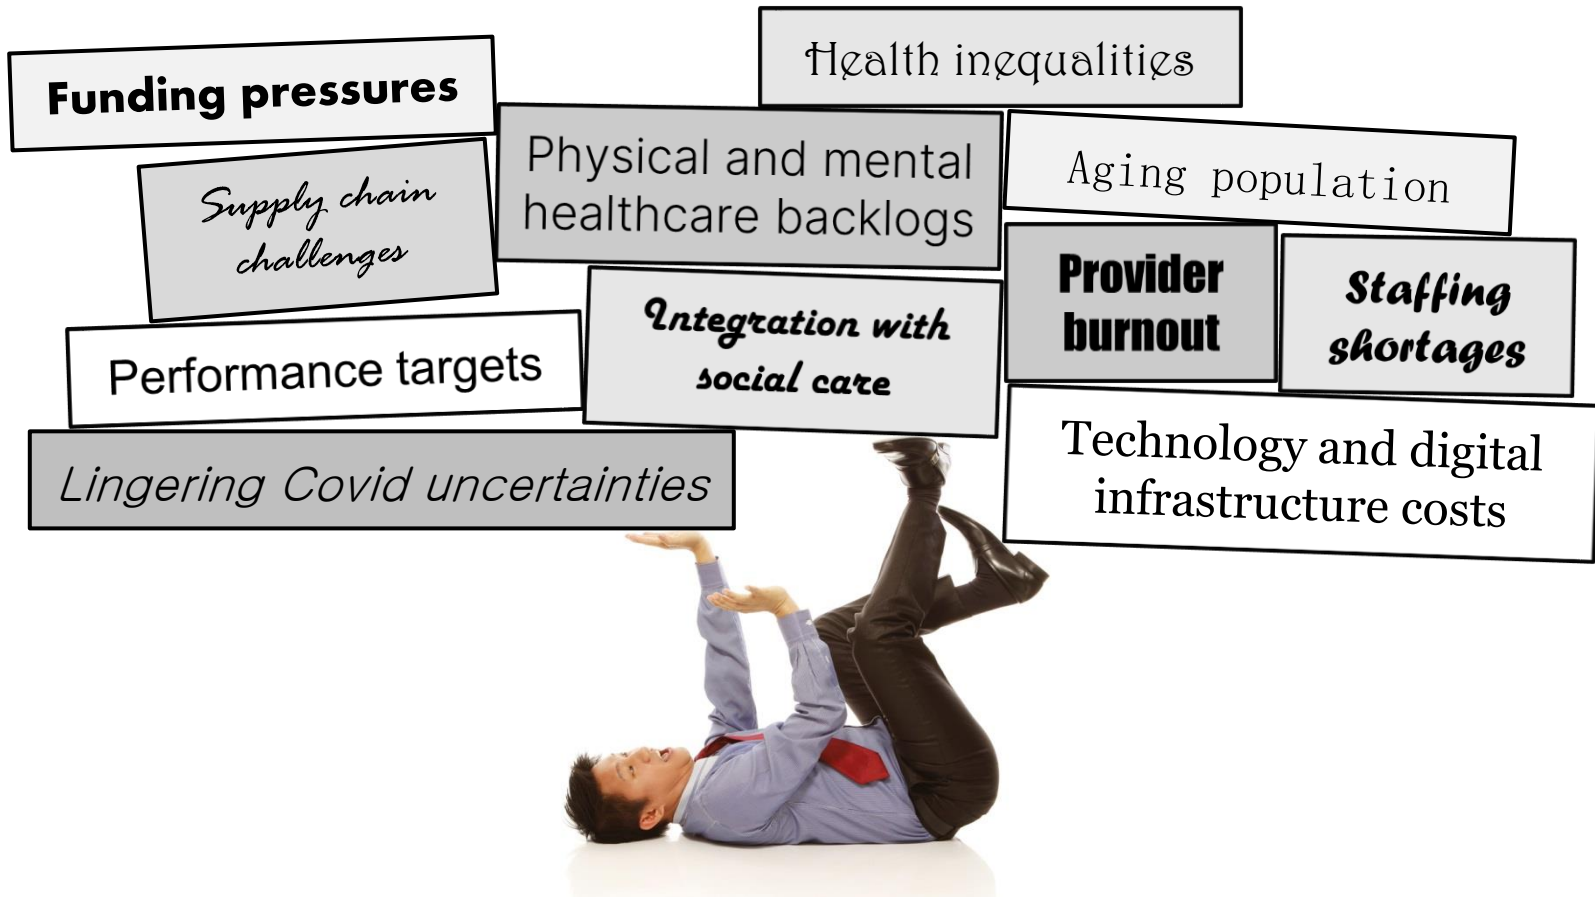 Health inequalities
Funding pressures
Physical and mental
healthcare backlogs
Aging population
Supply chain
challenges
Provider
burnout
Staffing
shortages
Integration with
social care
Performance targets
Technology and digital
infrastructure costs
Lingering Covid uncertainties